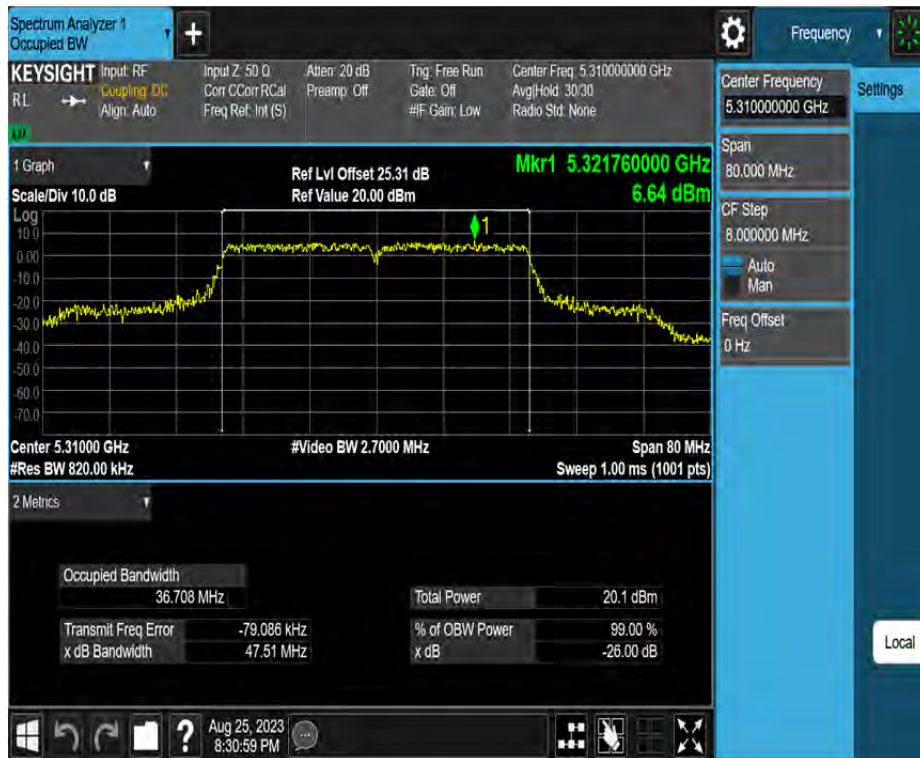 Spectrum Analyzer 1
Occupied BW
+
Frequency
KEYSIGHT Input: RF Input Z: 50 Ω Atten: 20 dB Trig: Free Run Center Freq: 5.310000000 GHz
RL Coupling: DC Corr CCorr RCal Preamp: Off Gate: Off Avg|Hold: 30/30
Align: Auto Freq Ref: Int (S) #IF Gain: Low Radio Std: None
Center Frequency
5.310000000 GHz
Settings
Span
80.000 MHz
CF Step
8.000000 MHz
Auto
Man
Freq Offset
0 Hz
Local
1 Graph
Scale/Div 10.0 dB
Ref Lvl Offset 25.31 dB
Ref Value 20.00 dBm
Mkr1 5.321760000 GHz
6.64 dBm
Log
10.0
0.00
-10.0
-20.0
-30.0
-40.0
-50.0
-60.0
-70.0
1
Center 5.31000 GHz #Video BW 2.7000 MHz Span 80 MHz
#Res BW 820.00 kHz Sweep 1.00 ms (1001 pts)
2 Metrics
Occupied Bandwidth
36.708 MHz Total Power 20.1 dBm
Transmit Freq Error -79.086 kHz % of OBW Power 99.00 %
x dB Bandwidth 47.51 MHz x dB -26.00 dB
?
Aug 25, 2023
8:30:59 PM